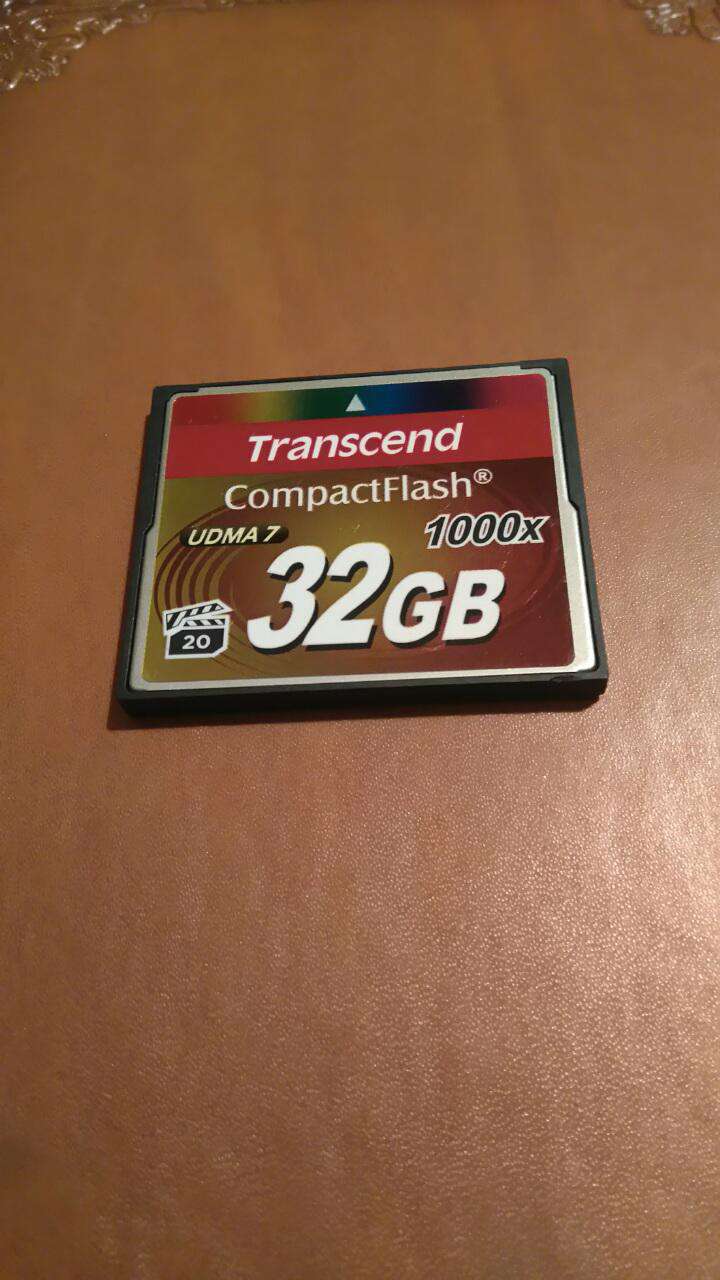 Transcend
CompactFlash®
UDMA 7
1000x
32GB
20